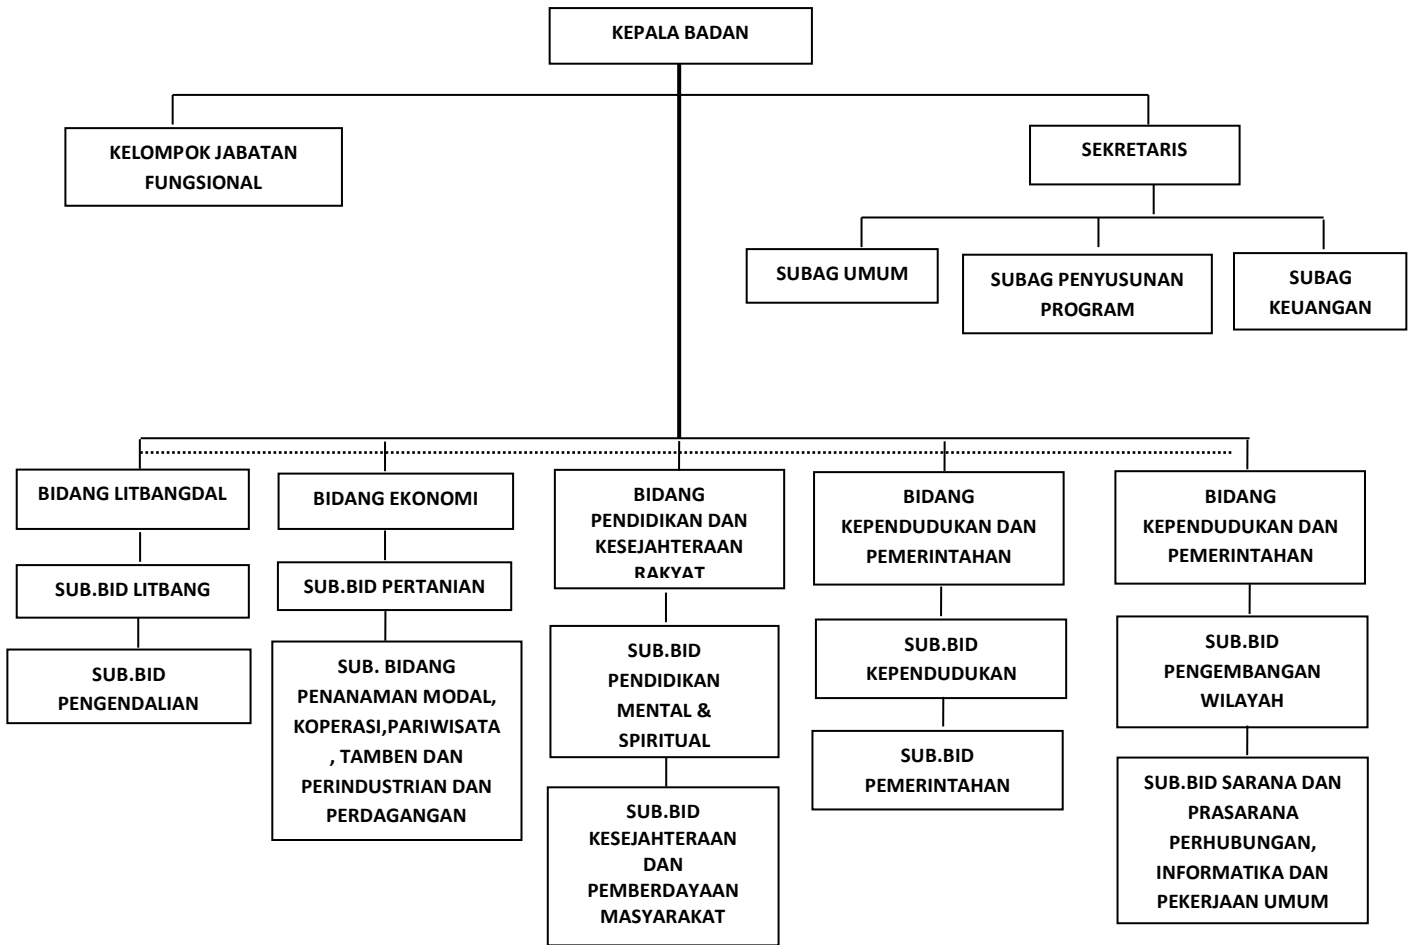 KEPALA BADAN
KELOMPOK JABATAN
FUNGSIONAL
SEKRETARIS
SUBAG UMUM
SUBAG PENYUSUNAN
PROGRAM
SUBAG
KEUANGAN
BIDANG LITBANGDAL
BIDANG EKONOMI
BIDANG
PENDIDIKAN DAN
KESEJAHTERAAN
RAKYAT
BIDANG
KEPENDUDUKAN DAN
PEMERINTAHAN
BIDANG
KEPENDUDUKAN DAN
PEMERINTAHAN
SUB.BID LITBANG
SUB.BID PERTANIAN
SUB.BID
PENDIDIKAN
MENTAL &
SPIRITUAL
SUB.BID
KEPENDUDUKAN
SUB.BID
PENGEMBANGAN
WILAYAH
SUB.BID
PENGENDALIAN
SUB. BIDANG
PENANAMAN MODAL,
KOPERASI,PARIWISATA
, TAMBEN DAN
PERINDUSTRIAN DAN
PERDAGANGAN
SUB.BID
KESEJAHTERAAN
DAN
PEMBERDAYAAN
MASYARAKAT
SUB.BID
PEMERINTAHAN
SUB.BID SARANA DAN
PRASARANA
PERHUBUNGAN,
INFORMATIKA DAN
PEKERJAAN UMUM